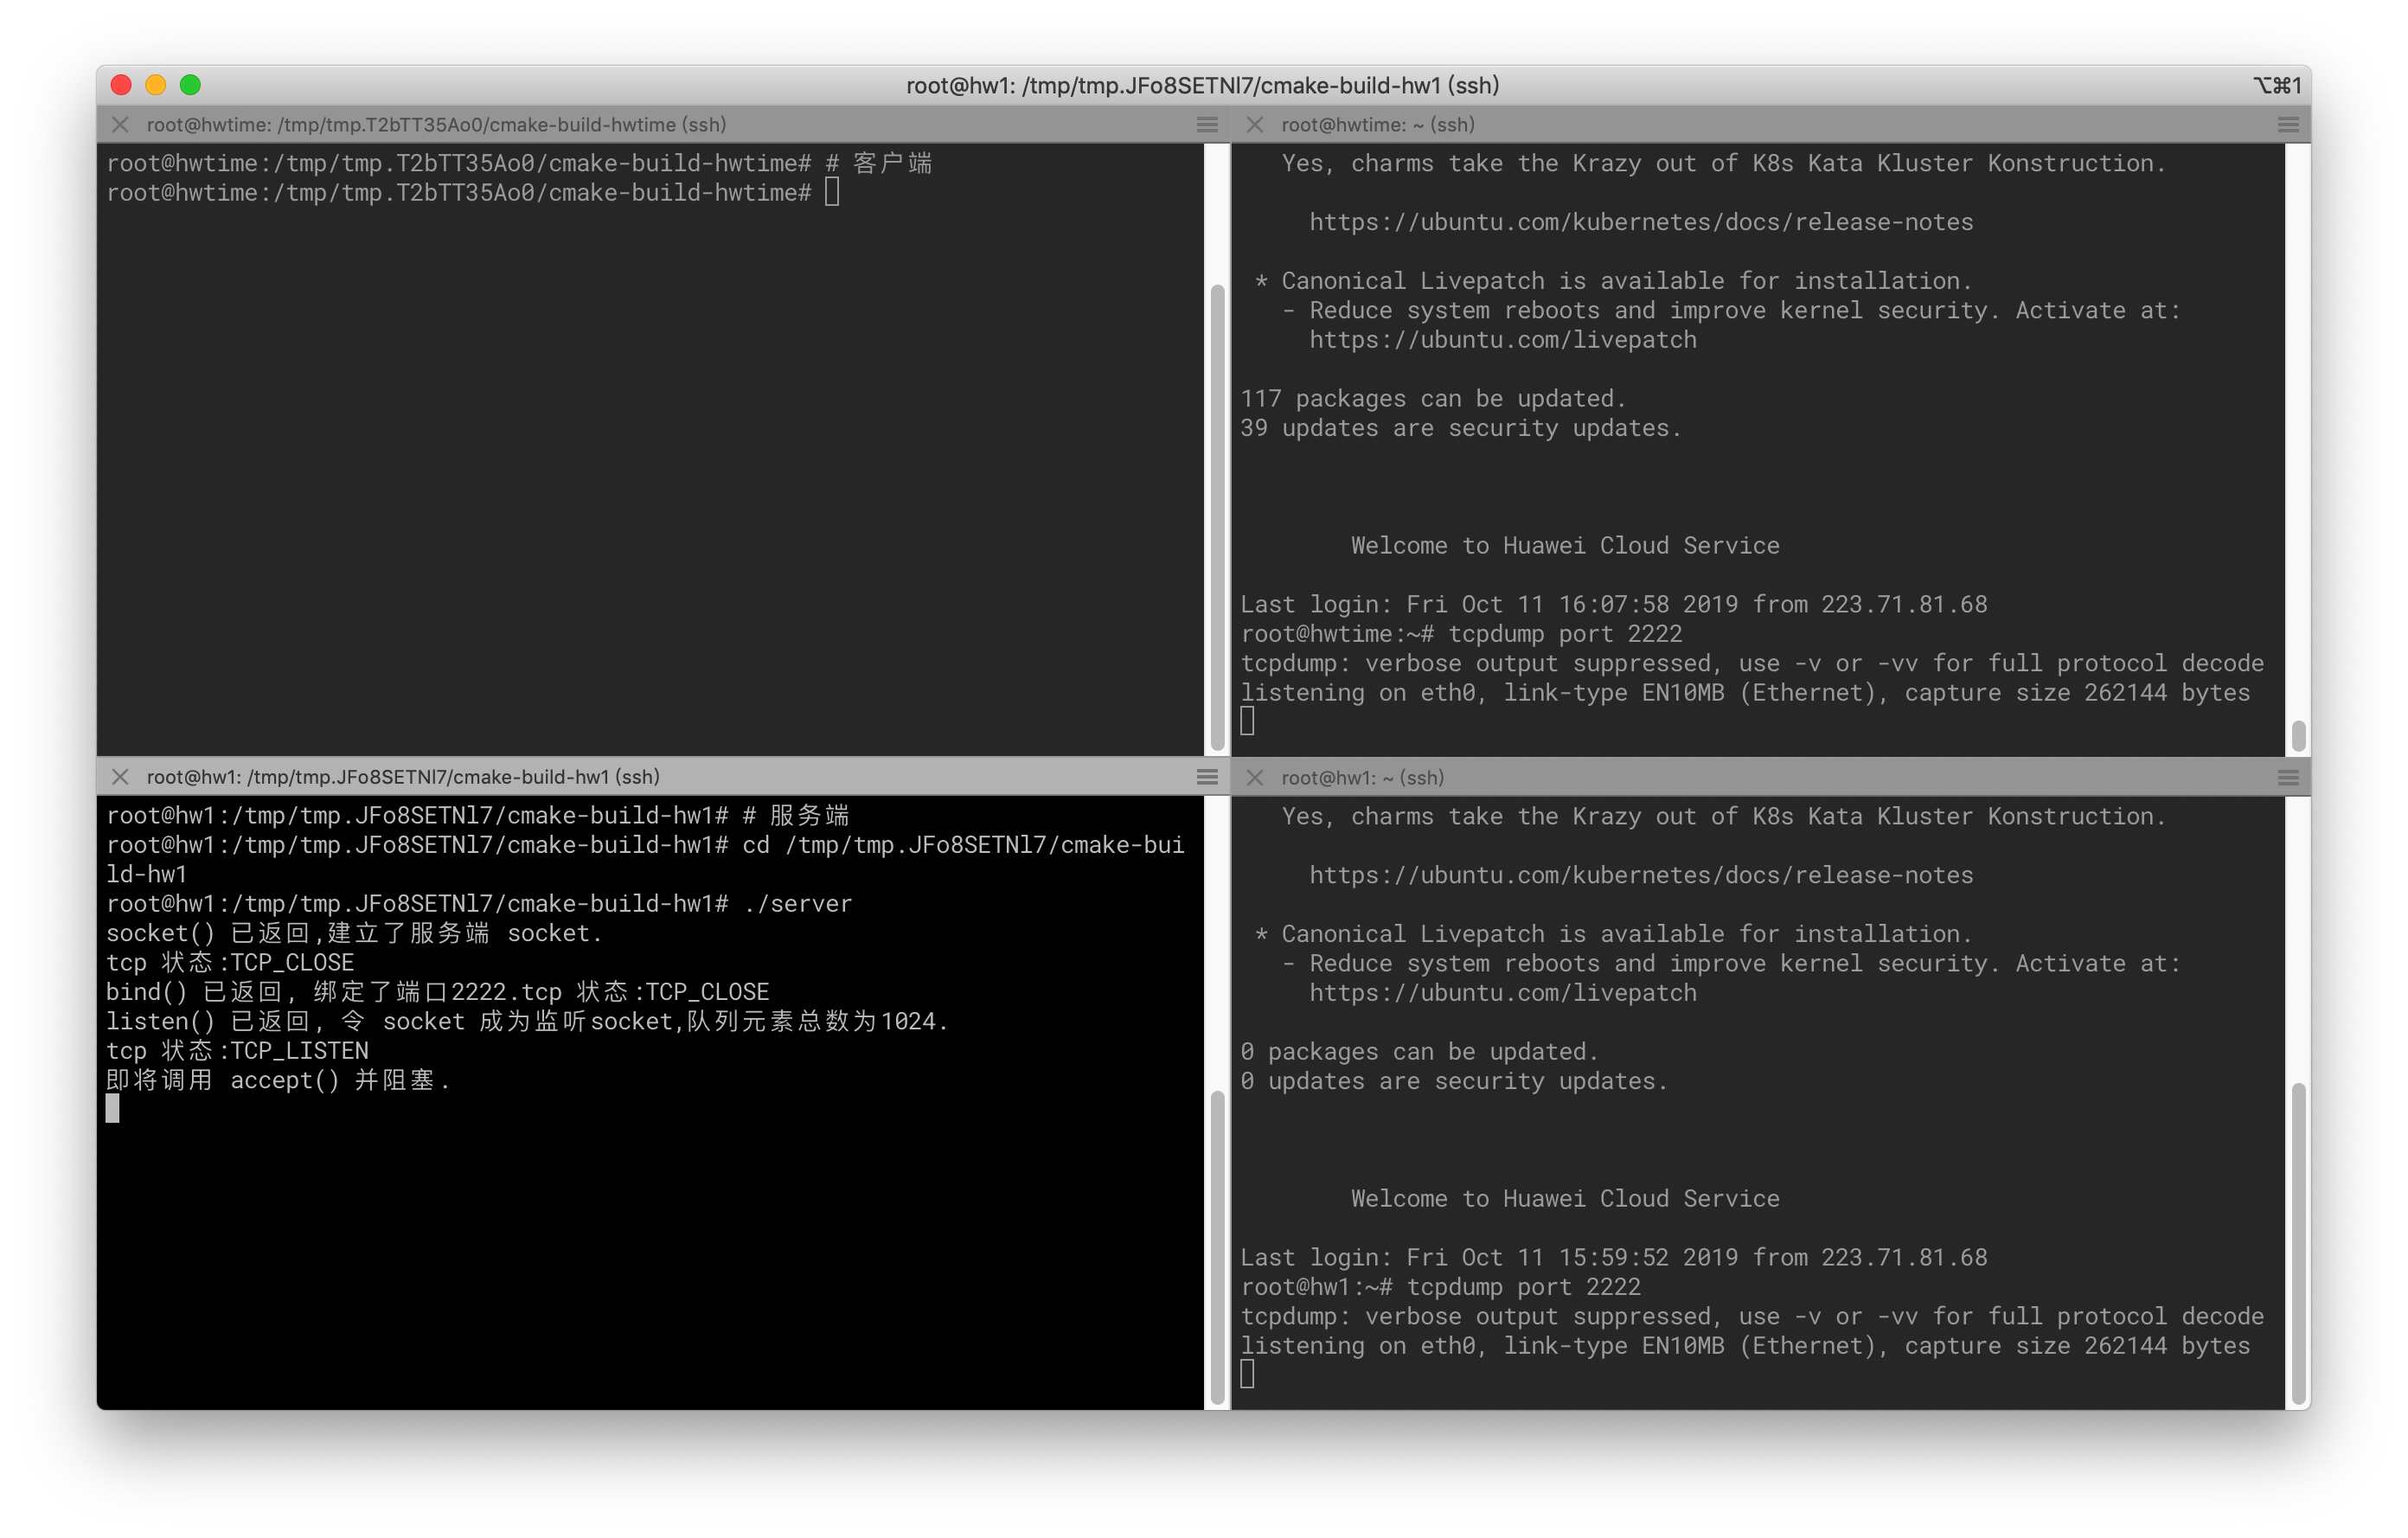 root@hw1: /tmp/tmp.JFo8SETNl7/cmake-build-hw1 (ssh)
⌥⌘1
root@hwtime: /tmp/tmp.T2bTT35Ao0/cmake-build-hwtime (ssh)
root@hwtime:/tmp/tmp.T2bTT35Ao0/cmake-build-hwtime# # 客户端
root@hwtime:/tmp/tmp.T2bTT35Ao0/cmake-build-hwtime#
root@hwtime: ~ (ssh)
Yes, charms take the Krazy out of K8s Kata Kluster Konstruction.
https://ubuntu.com/kubernetes/docs/release-notes
* Canonical Livepatch is available for installation.
- Reduce system reboots and improve kernel security. Activate at:
https://ubuntu.com/livepatch
117 packages can be updated.
39 updates are security updates.
Welcome to Huawei Cloud Service
Last login: Fri Oct 11 16:07:58 2019 from 223.71.81.68
root@hwtime:~# tcpdump port 2222
tcpdump: verbose output suppressed, use -v or -vv for full protocol decode
listening on eth0, link-type EN10MB (Ethernet), capture size 262144 bytes
root@hw1: /tmp/tmp.JFo8SETNl7/cmake-build-hw1 (ssh)
root@hw1:/tmp/tmp.JFo8SETNl7/cmake-build-hw1# # 服务端
root@hw1:/tmp/tmp.JFo8SETNl7/cmake-build-hw1# cd /tmp/tmp.JFo8SETNl7/cmake-bui
ld-hw1
root@hw1:/tmp/tmp.JFo8SETNl7/cmake-build-hw1# ./server
socket() 已返回,建立了服务端 socket.
tcp 状态:TCP_CLOSE
bind() 已返回, 绑定了端口2222.tcp 状态:TCP_CLOSE
listen() 已返回, 令 socket 成为监听socket,队列元素总数为1024.
tcp 状态:TCP_LISTEN
即将调用 accept() 并阻塞.
root@hw1: ~ (ssh)
Yes, charms take the Krazy out of K8s Kata Kluster Konstruction.
https://ubuntu.com/kubernetes/docs/release-notes
* Canonical Livepatch is available for installation.
- Reduce system reboots and improve kernel security. Activate at:
https://ubuntu.com/livepatch
0 packages can be updated.
0 updates are security updates.
Welcome to Huawei Cloud Service
Last login: Fri Oct 11 15:59:52 2019 from 223.71.81.68
root@hw1:~# tcpdump port 2222
tcpdump: verbose output suppressed, use -v or -vv for full protocol decode
listening on eth0, link-type EN10MB (Ethernet), capture size 262144 bytes